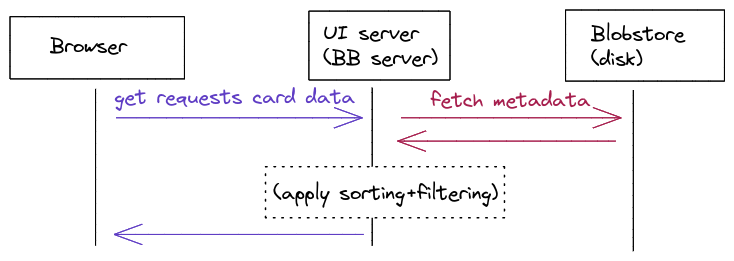 Browser
UI server
(BB server)
Blobstore
(disk)
get requests card data
fetch metadata
(apply sorting+filtering)